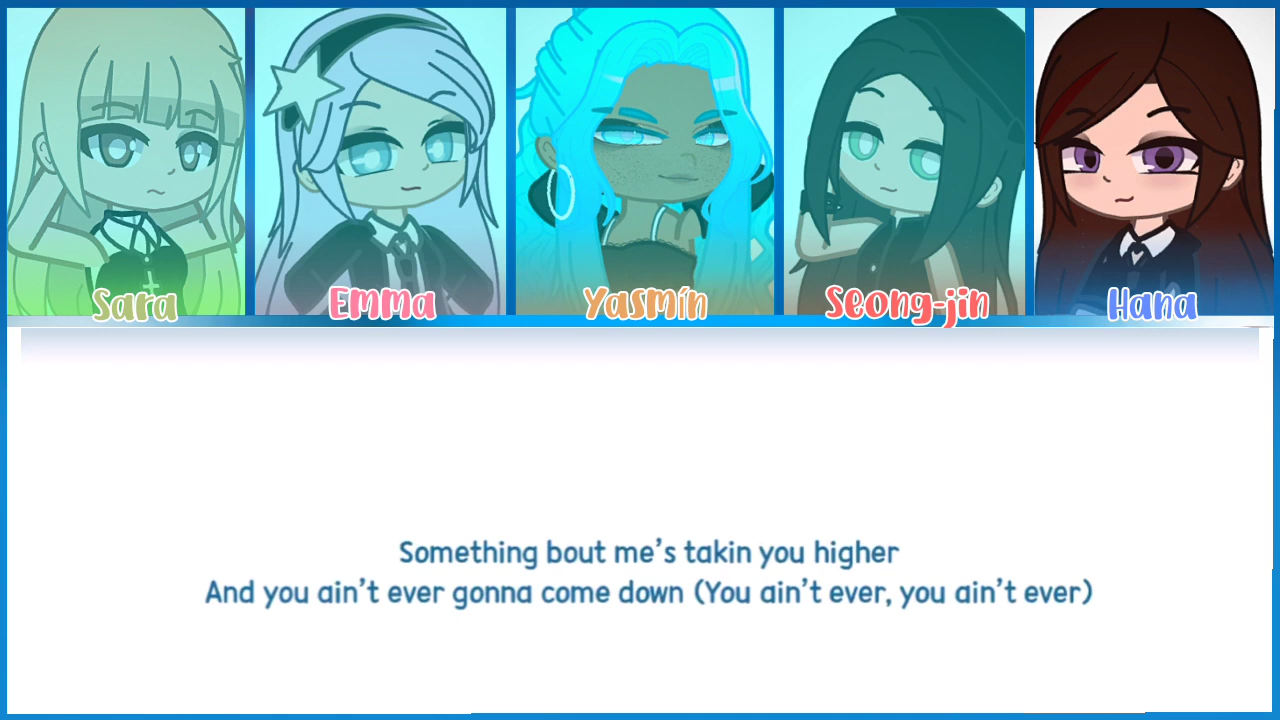 Sara
Emma
Yasmín
Seong-jin
Hana
Something bout me's takin you higher
And you ain't ever gonna come down (You ain't ever, you ain't ever)